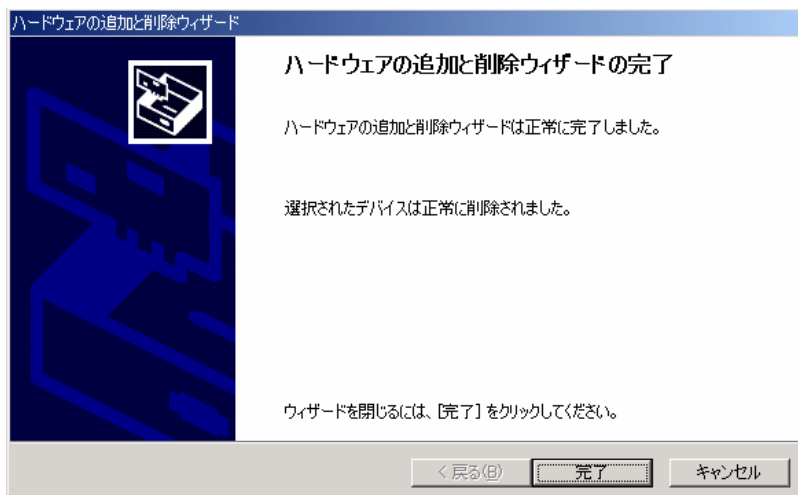 ハードウェアの追加と削除ウィザード
ハードウェアの追加と削除ウィザードの完了
ハードウェアの追加と削除ウィザードは正常に完了しました。
選択されたデバイスは正常に削除されました。
ウィザードを閉じるには、[完了] をクリックしてください。
< 戻る(B)
完了
キャンセル